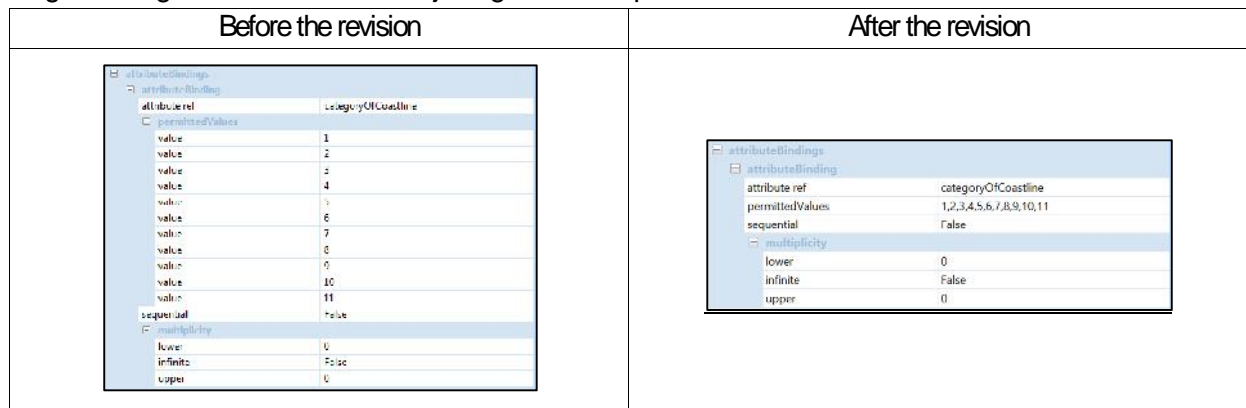 Before the revision
After the revision
attributeBindings
attributeBinding
attribute ref categoryOfCoastline
permittedValues
value 1
value 2
value 3
value 4
value 5
value 6
value 7
value 8
value 9
value 10
value 11
sequential False
multiplicity
lower 0
infinite False
upper 0
attributeBindings
attributeBinding
attribute ref categoryOfCoastline
permittedValues 1,2,3,4,5,6,7,8,9,10,11
sequential False
multiplicity
lower 0
infinite False
upper 0